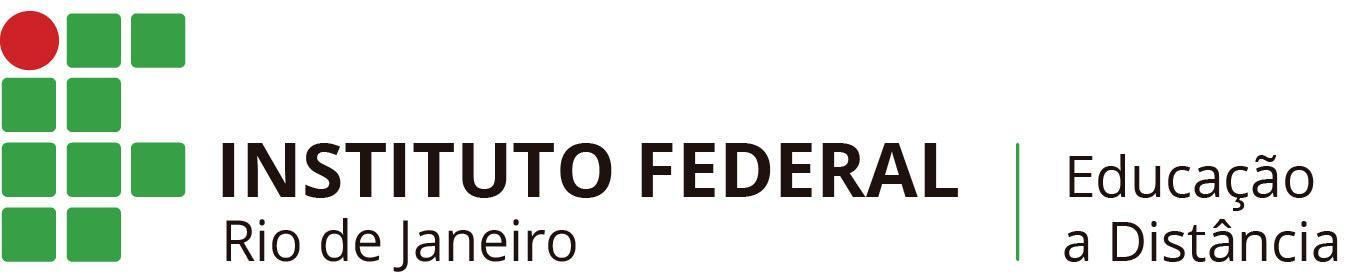 INSTITUTO FEDERAL
Rio de Janeiro
Educação
a Distância